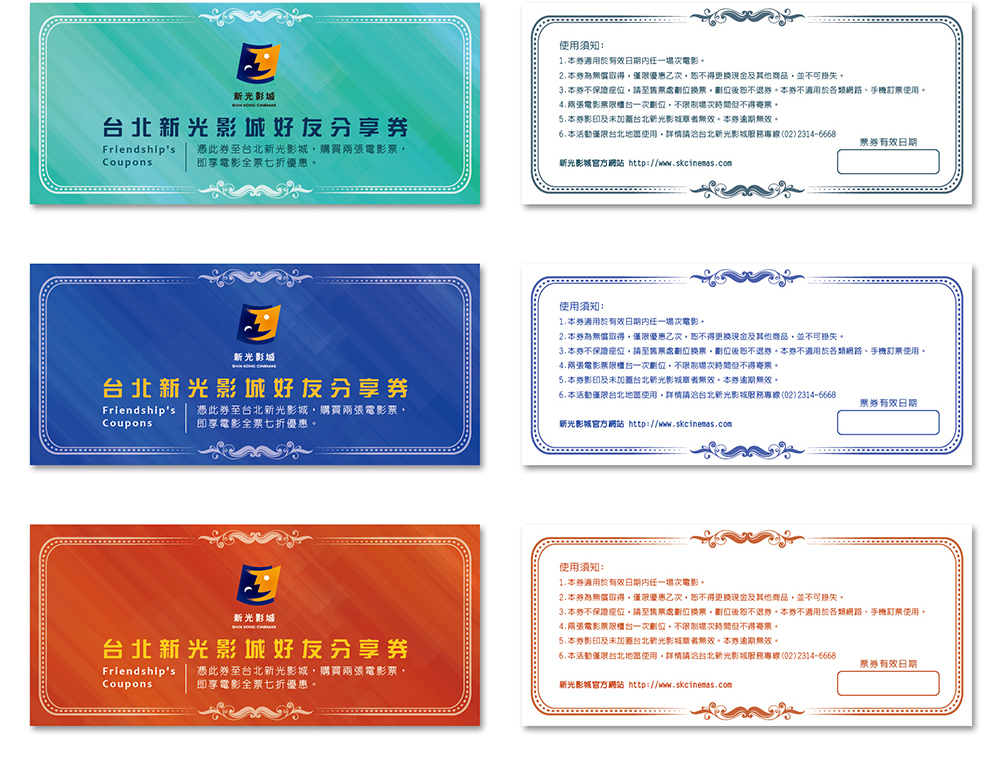 新光影城
SHIN KONG CINEMAS
台北新光影城好友分享券
Friendship's
Coupons
憑此券至台北新光影城，購買兩張電影票，
即享電影全票七折優惠。
使用須知:
1.本券適用於有效日期內任一場次電影。
2.本券為無償取得，僅限優惠乙次，恕不得更換現金及其他商品，並不可掛失。
3.本券不保證座位，請至售票處劃位換票，劃位後恕不退券。本券不適用於各類網路、手機訂票使用。
4.兩張電影票限櫃台一次劃位，不限制場次時間但不得寄票。
5.本券影印及未加蓋台北新光影城章者無效。本券逾期無效。
6.本活動僅限台北地區使用，詳情請洽台北新光影城服務專線(02)2314-6668
票券有效日期
新光影城官方網站 http://www.skcinemas.com
新光影城
SHIN KONG CINEMAS
台北新光影城好友分享券
Friendship's
Coupons
憑此券至台北新光影城，購買兩張電影票，
即享電影全票七折優惠。
使用須知:
1.本券適用於有效日期內任一場次電影。
2.本券為無償取得，僅限優惠乙次，恕不得更換現金及其他商品，並不可掛失。
3.本券不保證座位，請至售票處劃位換票，劃位後恕不退券。本券不適用於各類網路、手機訂票使用。
4.兩張電影票限櫃台一次劃位，不限制場次時間但不得寄票。
5.本券影印及未加蓋台北新光影城章者無效。本券逾期無效。
6.本活動僅限台北地區使用，詳情請洽台北新光影城服務專線(02)2314-6668
票券有效日期
新光影城官方網站 http://www.skcinemas.com
新光影城
SHIN KONG CINEMAS
台北新光影城好友分享券
Friendship's
Coupons
憑此券至台北新光影城，購買兩張電影票，
即享電影全票七折優惠。
使用須知:
1.本券適用於有效日期內任一場次電影。
2.本券為無償取得，僅限優惠乙次，恕不得更換現金及其他商品，並不可掛失。
3.本券不保證座位，請至售票處劃位換票，劃位後恕不退券。本券不適用於各類網路、手機訂票使用。
4.兩張電影票限櫃台一次劃位，不限制場次時間但不得寄票。
5.本券影印及未加蓋台北新光影城章者無效。本券逾期無效。
6.本活動僅限台北地區使用，詳情請洽台北新光影城服務專線(02)2314-6668
票券有效日期
新光影城官方網站 http://www.skcinemas.com